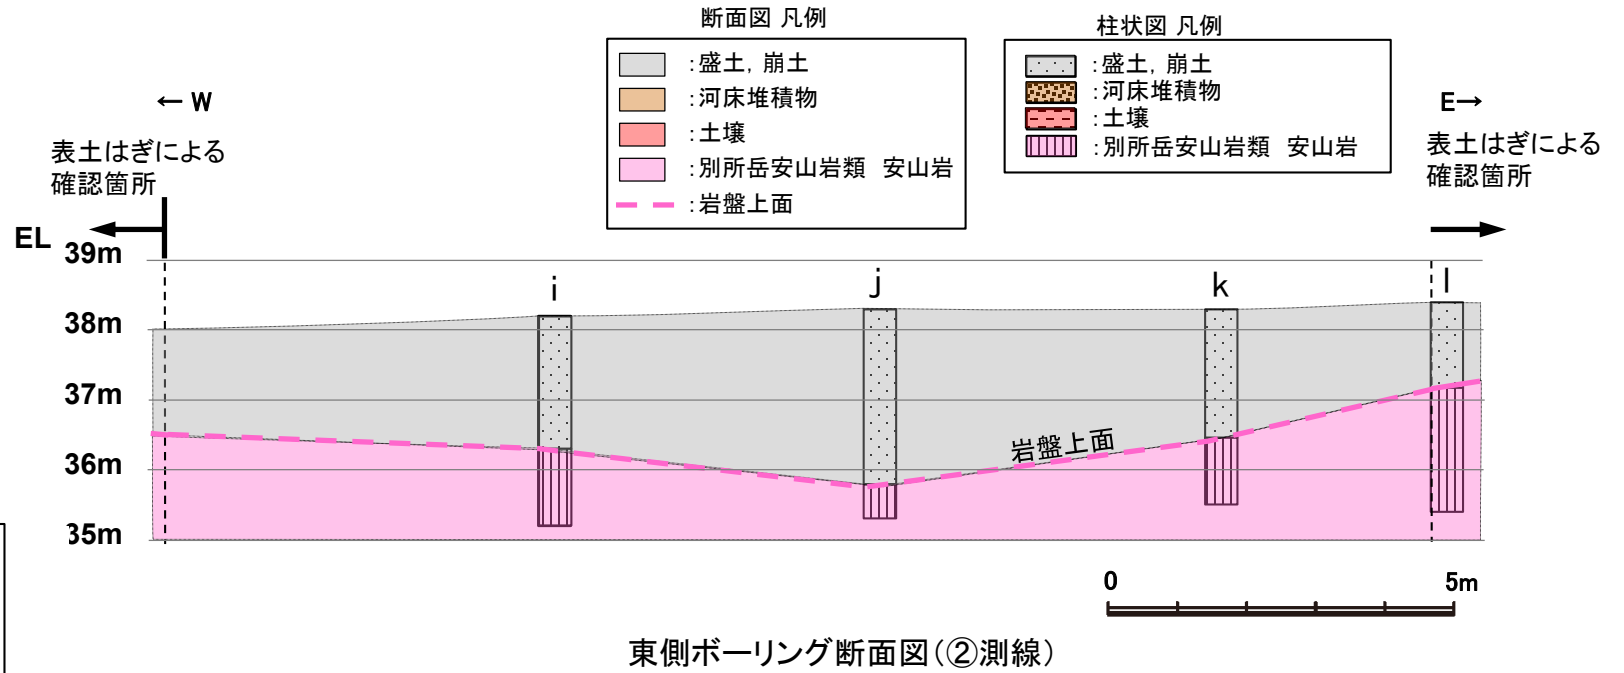 断面図 凡例
：盛土，崩土
：河床堆積物
：土壌
：別所岳安山岩類　安山岩
：岩盤上面
柱状図 凡例
：盛土，崩土
：河床堆積物
：土壌
：別所岳安山岩類　安山岩
← W
表土はぎによる
確認箇所
E→
表土はぎによる
確認箇所
EL
39m
38m
37m
36m
35m
i
j
k
l
岩盤上面
0
5m
東側ボーリング断面図（②測線）